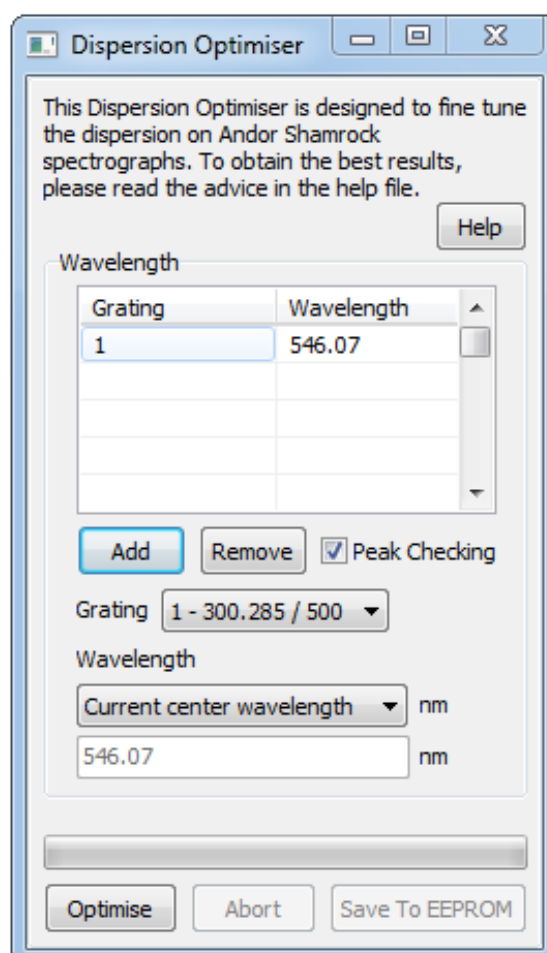 Dispersion Optimiser
This Dispersion Optimiser is designed to fine tune
the dispersion on Andor Shamrock
spectrographs. To obtain the best results,
please read the advice in the help file.
Help
Wavelength
Grating Wavelength
1 546.07
Add Remove Peak Checking
Grating 1 - 300.285 / 500
Wavelength
Current center wavelength nm
546.07 nm
Optimise Abort Save To EEPROM